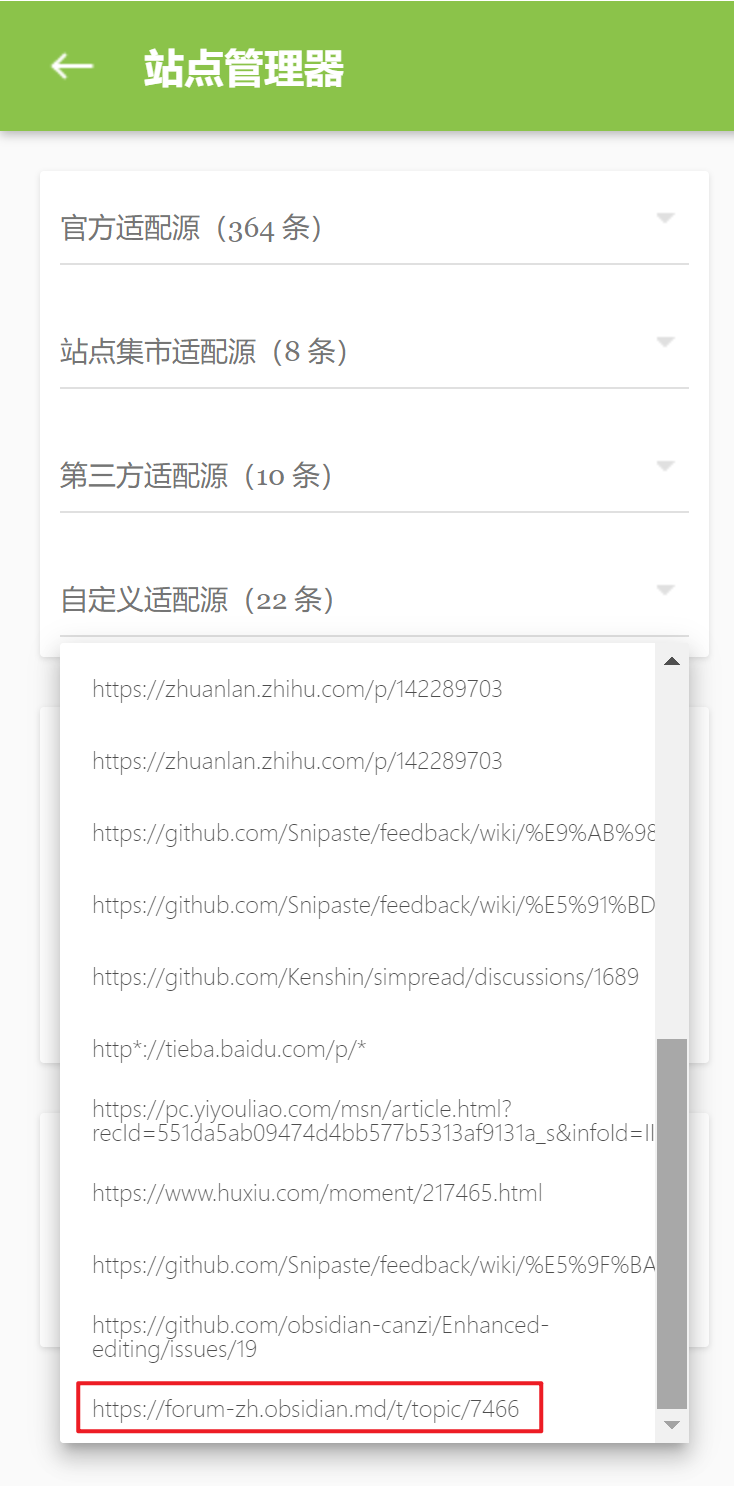 站点管理器
官方适配源（364 条）
站点集市适配源（8 条）
第三方适配源（10 条）
自定义适配源（22 条）
https://zhuanlan.zhihu.com/p/142289703
https://zhuanlan.zhihu.com/p/142289703
https://github.com/Snipaste/feedback/wiki/%E9%AB%98
https://github.com/Snipaste/feedback/wiki/%E5%91%BD
https://github.com/Kenshin/simpread/discussions/1689
http*://tieba.baidu.com/p/*
https://pc.yiyouliao.com/msn/article.html?
recId=551da5ab09474d4bb577b5313af9131a_s&infoId=II
https://www.huxiu.com/moment/217465.html
https://github.com/Snipaste/feedback/wiki/%E5%9F%BA
https://github.com/obsidian-canzi/Enhanced-
editing/issues/19
https://forum-zh.obsidian.md/t/topic/7466